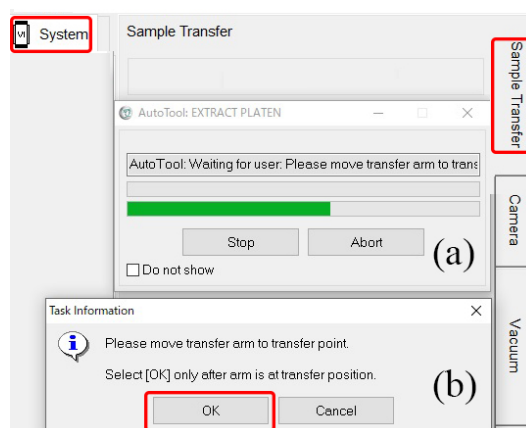 VI System
Sample Transfer
Sample Transfer
AutoTool: EXTRACT PLATEN
AutoTool: Waiting for user: Please move transfer arm to trans
Stop
Abort
(a)
Do not show
Camera
Task Information
Please move transfer arm to transfer point.
Select [OK] only after arm is at transfer position.
(b)
OK
Cancel
Vacuum